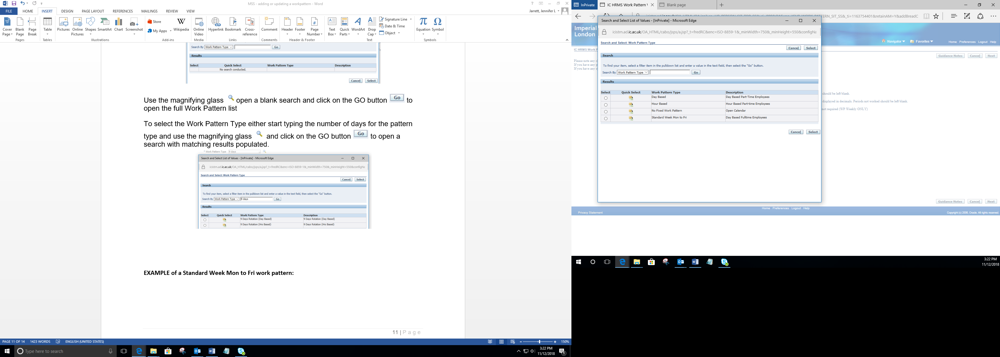 MSS - adding or updating a workpattern - Word
FILE HOME INSERT DESIGN PAGE LAYOUT REFERENCES MAILINGS REVIEW VIEW
Jarrett, Jennifer L
Cover Page
Blank Page
Page Break
Table
Pictures
Online Pictures
Shapes
SmartArt
Chart
Screenshot
Store
My Apps
Wikipedia
Online Video
Hyperlink
Bookmark
Cross-reference
Comment
Header
Footer
Page Number
Text Box
Quick Parts
WordArt
Drop Cap
Signature Line
Date & Time
Object
Equation
Symbol
Pages Tables Illustrations Add-ins Media Links Comments Header & Footer Text Symbols
Search By Work Pattern Type Go
Results
Select Quick Select Work Pattern Type Description
No search conducted.
Cancel Select
Use the magnifying glass open a blank search and click on the GO button Go to
open the full Work Pattern list
To select the Work Pattern Type either start typing the number of days for the pattern
type and use the magnifying glass and click on the GO button Go to open a
search with matching results populated.
* Work Pattern Type 9 days
Search and Select List of Values - [InPrivate] - Microsoft Edge
icistrn.ad.ic.ac.uk/OA_HTML/cabo/jsps/a.jsp?_t=fredRC&enc=ISO-8859-1&_minWidth=750&_minHeight=550&configNa
Search and Select: Work Pattern Type
Cancel Select
Search
To find your item, select a filter item in the pulldown list and enter a value in the text field, then select the "Go" button.
Search By Work Pattern Type 9 days Go
Results
Select Quick Select Work Pattern Type Description
9 Days Rotation (Day Based) 9 Days Rotation (Day Based)
9 Days Rotation (Hrs Based) 9 Days Rotation (Hrs Based)
EXAMPLE of a Standard Week Mon to Fri work pattern:
11 | Page
PAGE 11 OF 14 1423 WORDS ENGLISH (UNITED STATES) 150%
Type here to search
3:22 PM
11/12/2018
InPrivate IC HRMS Work Pattern Blank page
Search and Select List of Values - [InPrivate] - Microsoft Edge
icistrn.ad.ic.ac.uk/OA_HTML/cabo/jsps/a.jsp?_t=fredRC&enc=ISO-8859-1&_minWidth=750&_minHeight=550&configNa
Search and Select: Work Pattern Type
Cancel Select
Search
To find your item, select a filter item in the pulldown list and enter a value in the text field, then select the "Go" button.
Search By Work Pattern Type Go
Results
Select Quick Select Work Pattern Type Description
Day Based Day Based Part-Time Employees
Hour Based Hour Based Part-time Employees
No Fixed Work Pattern Open Calendar
Standard Week Mon to Fri Day Based Fulltime Employees
Cancel Select
Imperial
London
Navigator Favorites Home Preferences Logout Help
IC HRMS Work P
Guidance Notes Cancel Next
Please note any
If you have any
If you have any
should be left blank.
displayed in decimals. Periods not worked should be left blank.
not required (WP Weekly ONLY)
Guidance Notes Cancel Next
Home Preferences Logout Help
Privacy Statement
Copyright (c) 2006, Oracle. All rights reserved.
3:22 PM
11/12/2018